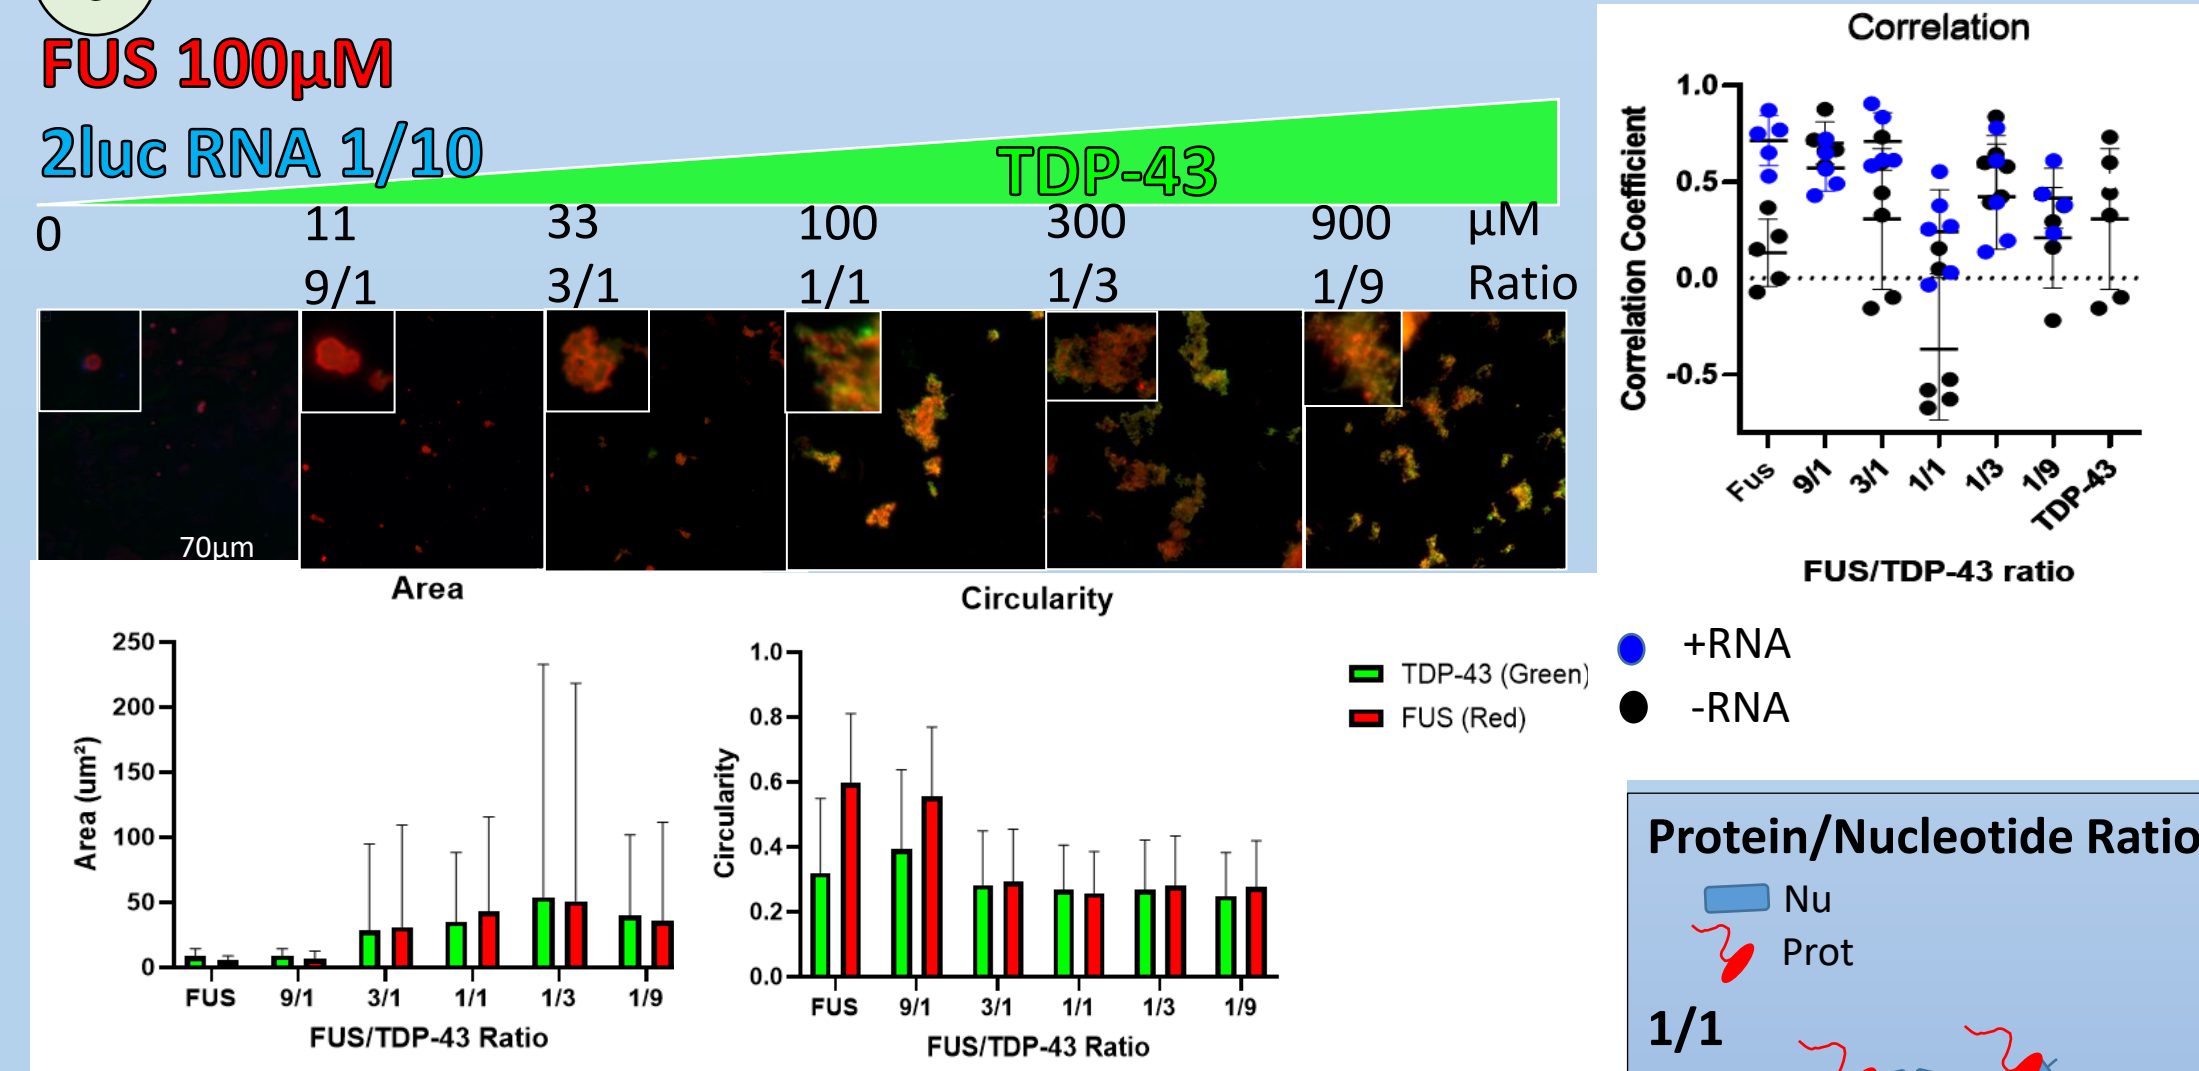 FUS 100µM
2luc RNA 1/10
TDP-43
0 11 33 100 300 900 µM
9/1 3/1 1/1 1/3 1/9 Ratio
70µm
Correlation
Correlation Coefficient
1.0
0.5
0.0
-0.5
Fus 9/1 3/1 1/1 1/3 1/9 TDP-43
FUS/TDP-43 ratio
+RNA
-RNA
Area
Area (um²)
250
200
150
100
50
0
FUS 9/1 3/1 1/1 1/3 1/9
FUS/TDP-43 Ratio
Circularity
Circularity
1.0
0.8
0.6
0.4
0.2
0.0
FUS 9/1 3/1 1/1 1/3 1/9
FUS/TDP-43 Ratio
TDP-43 (Green)
FUS (Red)
Protein/Nucleotide Ratio
Nu
Prot
1/1